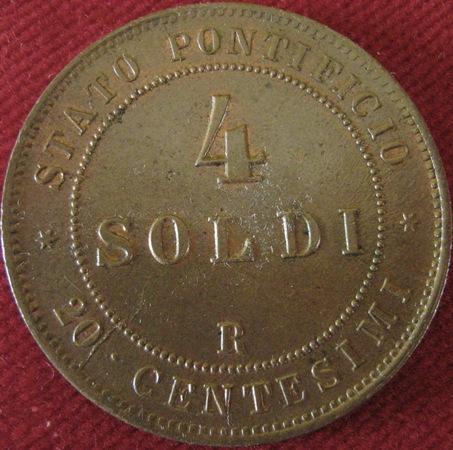 STATO PONTIFICIO
4
SOLDI
R
* 20 · CENTESIMI *